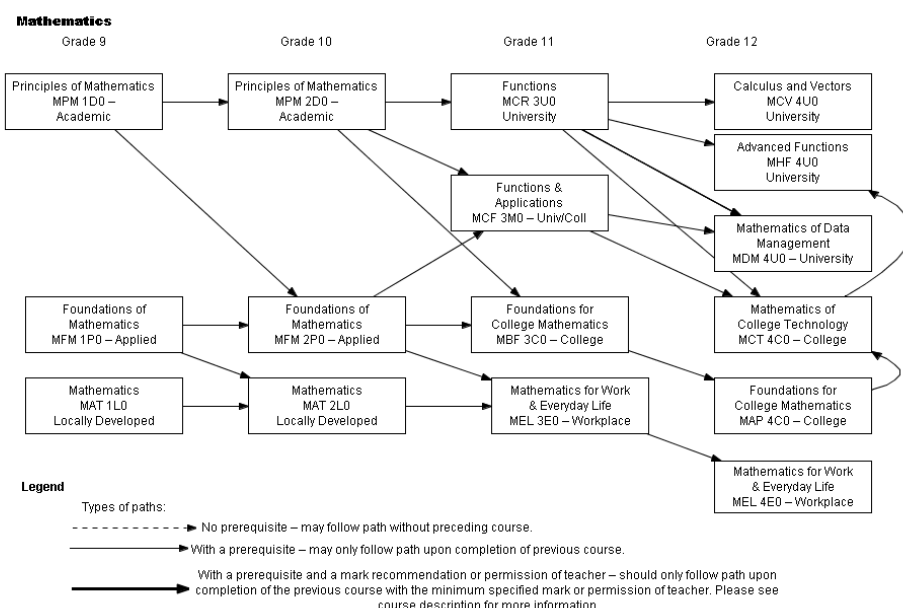 Mathematics
Grade 9
Grade 10
Grade 11
Grade 12
Principles of Mathematics
MPM 1D0 –
Academic
Principles of Mathematics
MPM 2D0 –
Academic
Functions
MCR 3U0
University
Calculus and Vectors
MCV 4U0
University
Advanced Functions
MHF 4U0
University
Functions &
Applications
MCF 3M0 – Univ/Coll
Mathematics of Data
Management
MDM 4U0 – University
Foundations of
Mathematics
MFM 1P0 – Applied
Foundations of
Mathematics
MFM 2P0 – Applied
Foundations for
College Mathematics
MBF 3C0 – College
Mathematics of
College Technology
MCT 4C0 – College
Mathematics
MAT 1L0
Locally Developed
Mathematics
MAT 2L0
Locally Developed
Mathematics for Work
& Everyday Life
MEL 3E0 – Workplace
Foundations for
College Mathematics
MAP 4C0 – College
Mathematics for Work
& Everyday Life
MEL 4E0 – Workplace
Legend
Types of paths:
No prerequisite – may follow path without preceding course.
With a prerequisite – may only follow path upon completion of previous course.
With a prerequisite and a mark recommendation or permission of teacher – should only follow path upon
completion of the previous course with the minimum specified mark or permission of teacher. Please see
course description for more information.